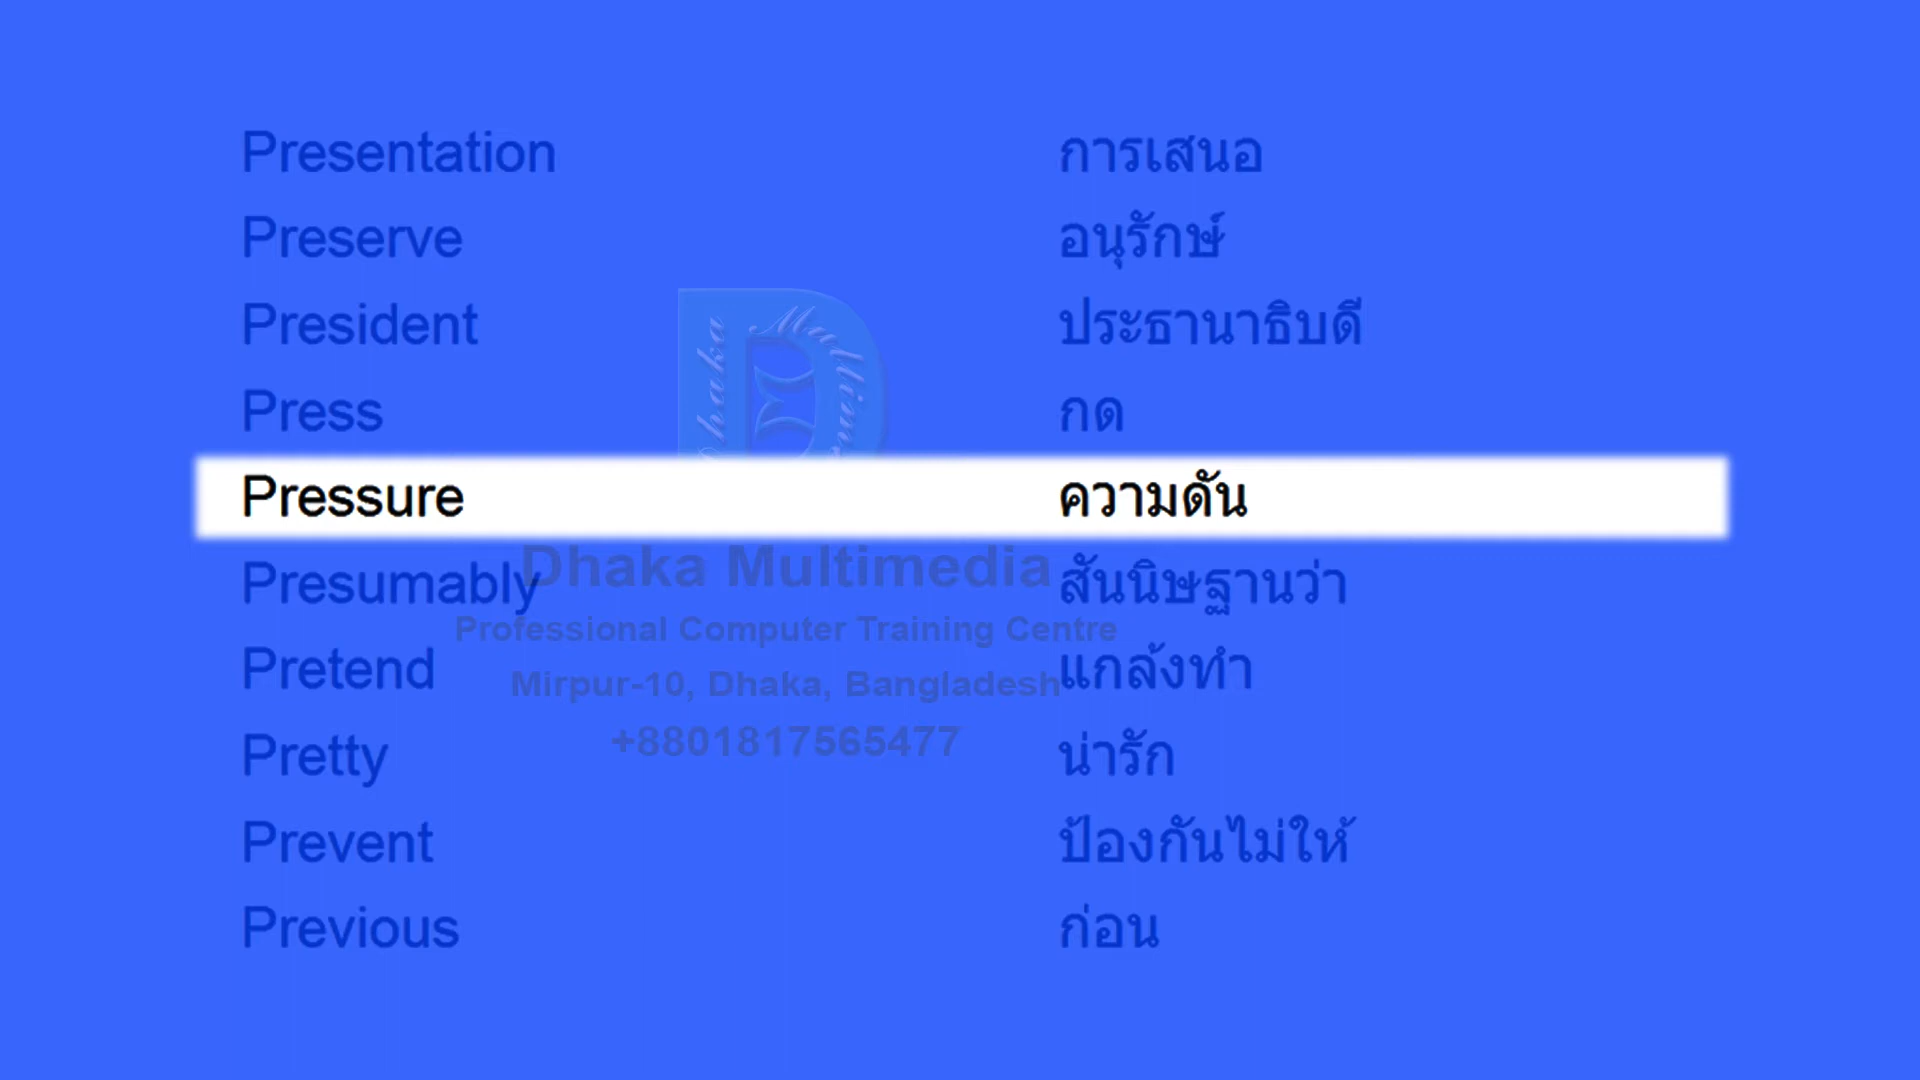 Presentation การเสนอ
Preserve อนุรักษ์
President ประธานาธิบดี
Press กด
Pressure ความดัน
Presumably สันนิษฐานว่า
Pretend แกล้งทำ
Pretty น่ารัก
Prevent ป้องกันไม่ให้
Previous ก่อน
Dhaka
Dhaka Multimedia
Professional Computer Training Centre
Mirpur-10, Dhaka, Bangladesh
+8801817565477